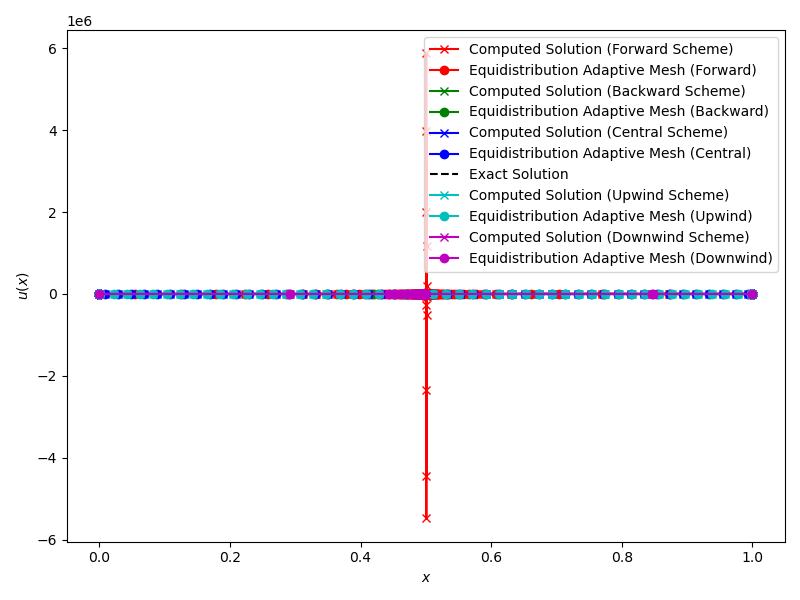 1e6
6
4
2
0
−2
−4
−6
u(x)
0.0
0.2
0.4
0.6
0.8
1.0
x
Computed Solution (Forward Scheme)
Equidistribution Adaptive Mesh (Forward)
Computed Solution (Backward Scheme)
Equidistribution Adaptive Mesh (Backward)
Computed Solution (Central Scheme)
Equidistribution Adaptive Mesh (Central)
Exact Solution
Computed Solution (Upwind Scheme)
Equidistribution Adaptive Mesh (Upwind)
Computed Solution (Downwind Scheme)
Equidistribution Adaptive Mesh (Downwind)